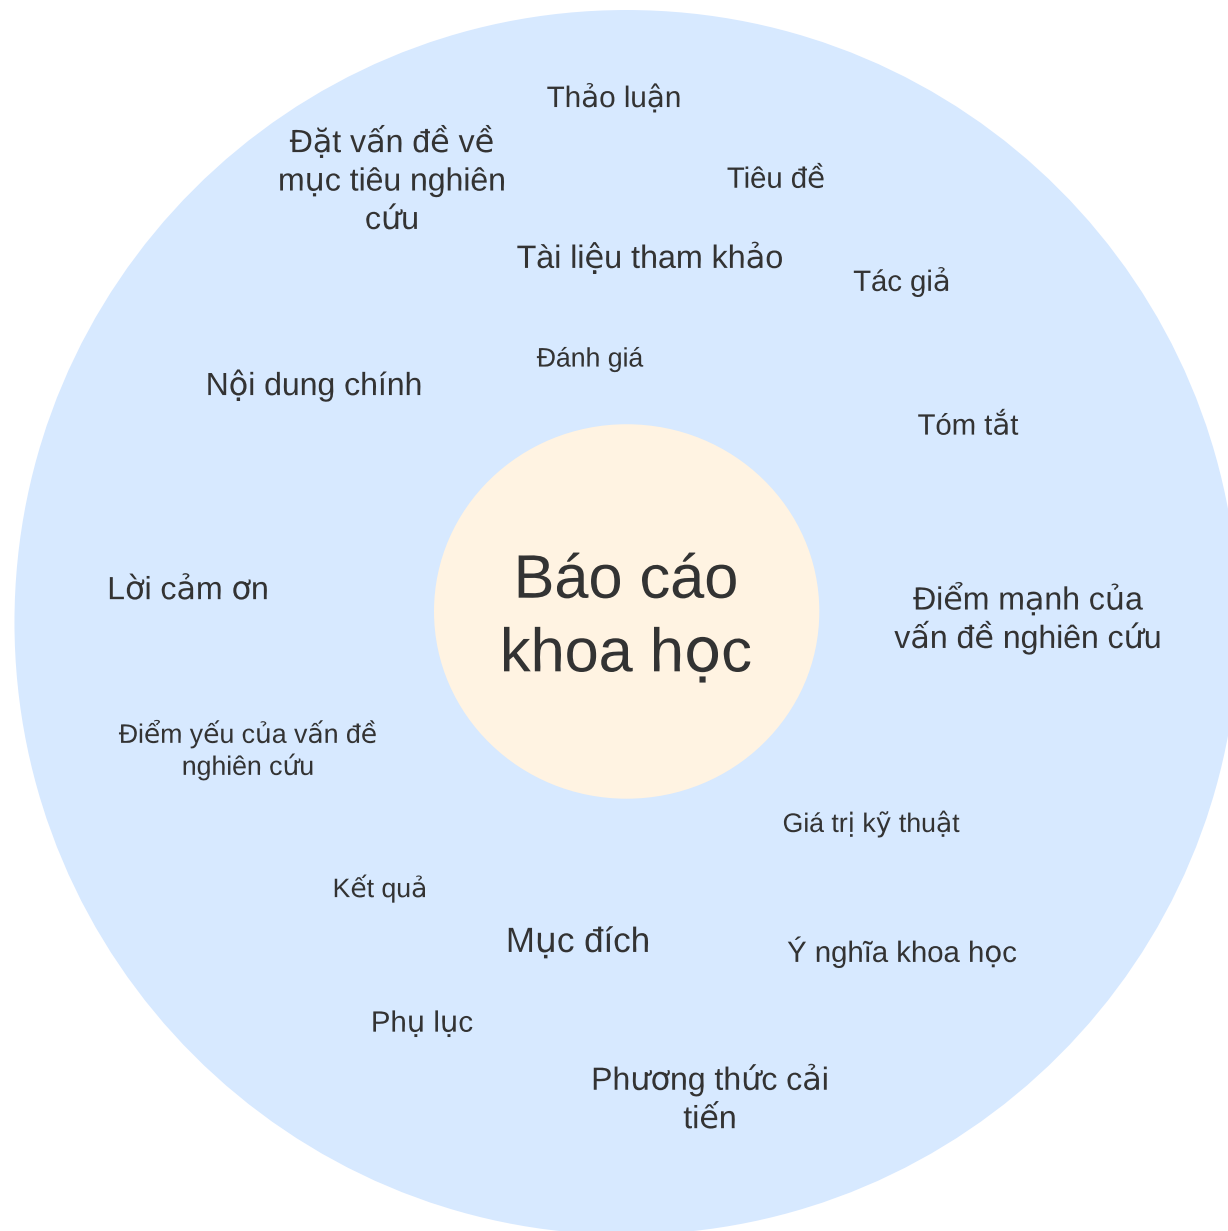 Thảo luận
Đặt vấn đề về
mục tiêu nghiên
cứu
Tiêu đề
Tài liệu tham khảo
Tác giả
Đánh giá
Nội dung chính
Tóm tắt
Báo cáo
khoa học
Lời cảm ơn
Điểm mạnh của
vấn đề nghiên cứu
Điểm yếu của vấn đề
nghiên cứu
Giá trị kỹ thuật
Kết quả
Mục đích
Ý nghĩa khoa học
Phụ lục
Phương thức cải
tiến